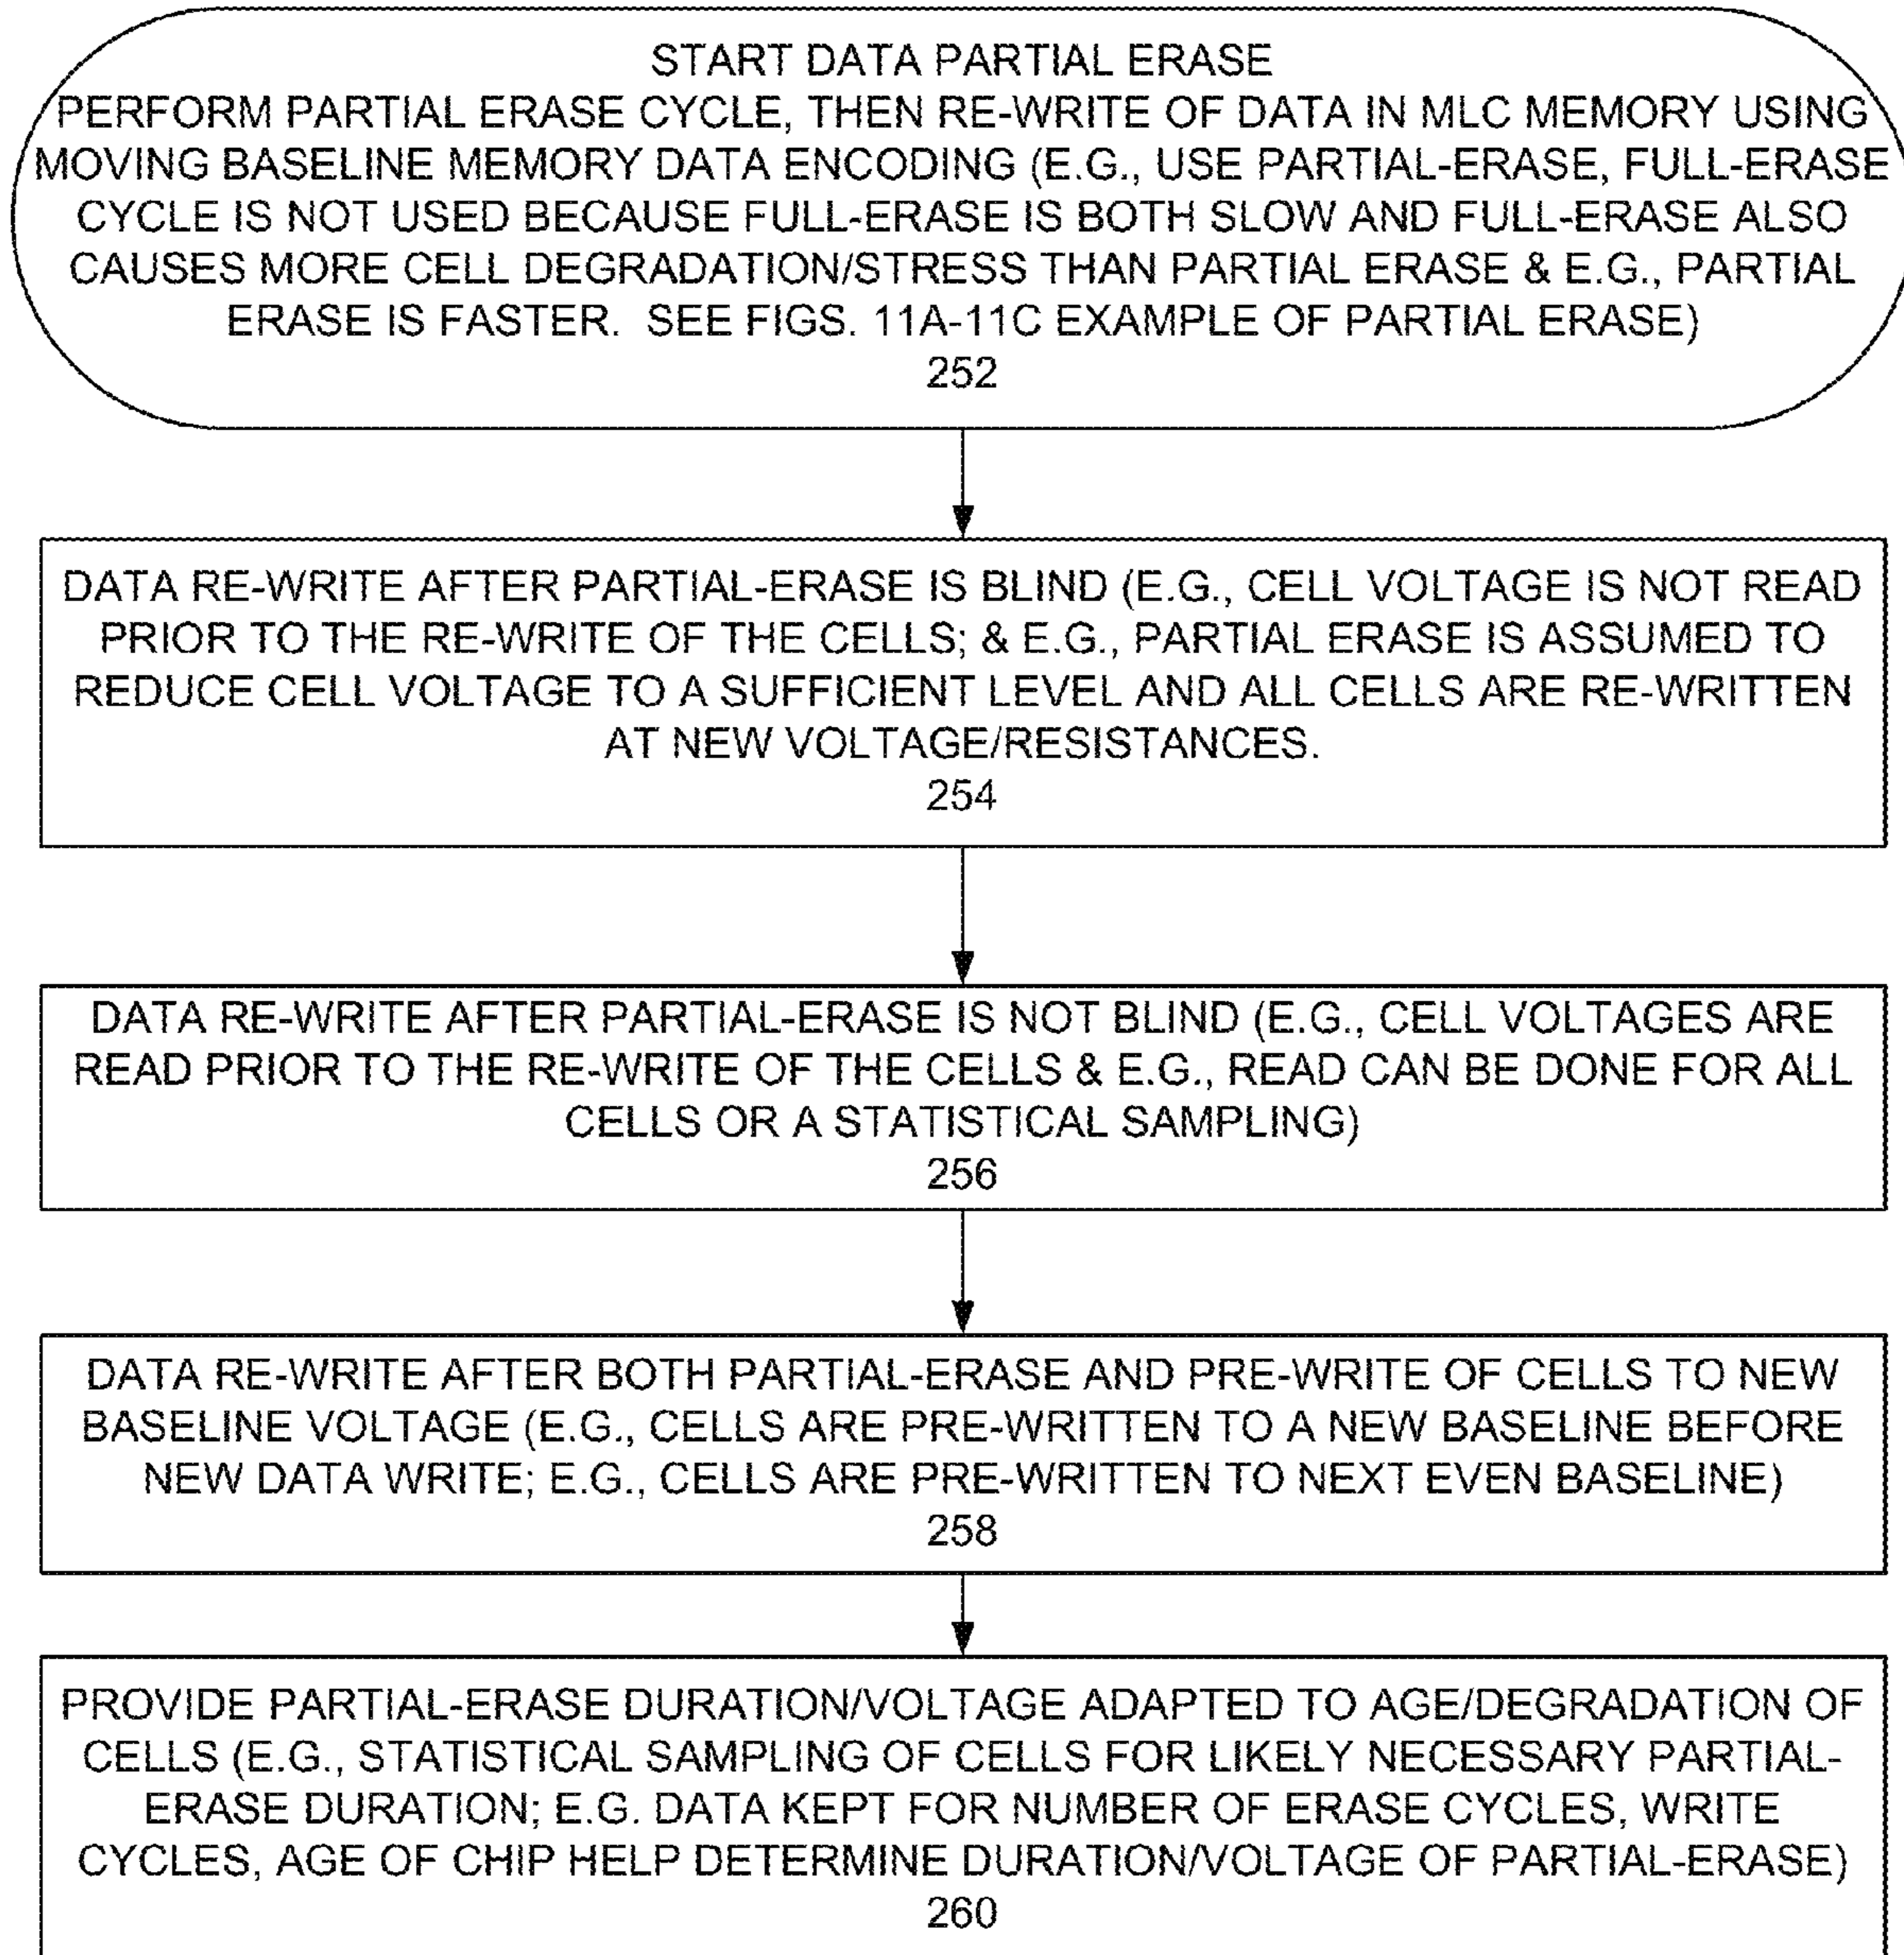 START DATA PARTIAL ERASE
PERFORM PARTIAL ERASE CYCLE, THEN RE-WRITE OF DATA IN MLC MEMORY USING
MOVING BASELINE MEMORY DATA ENCODING (E.G., USE PARTIAL-ERASE, FULL-ERASE
CYCLE IS NOT USED BECAUSE FULL-ERASE IS BOTH SLOW AND FULL-ERASE ALSO
CAUSES MORE CELL DEGRADATION/STRESS THAN PARTIAL ERASE & E.G., PARTIAL
ERASE IS FASTER. SEE FIGS. 11A-11C EXAMPLE OF PARTIAL ERASE)
252
DATA RE-WRITE AFTER PARTIAL-ERASE IS BLIND (E.G., CELL VOLTAGE IS NOT READ
PRIOR TO THE RE-WRITE OF THE CELLS; & E.G., PARTIAL ERASE IS ASSUMED TO
REDUCE CELL VOLTAGE TO A SUFFICIENT LEVEL AND ALL CELLS ARE RE-WRITTEN
AT NEW VOLTAGE/RESISTANCES.
254
DATA RE-WRITE AFTER PARTIAL-ERASE IS NOT BLIND (E.G., CELL VOLTAGES ARE
READ PRIOR TO THE RE-WRITE OF THE CELLS & E.G., READ CAN BE DONE FOR ALL
CELLS OR A STATISTICAL SAMPLING)
256
DATA RE-WRITE AFTER BOTH PARTIAL-ERASE AND PRE-WRITE OF CELLS TO NEW
BASELINE VOLTAGE (E.G., CELLS ARE PRE-WRITTEN TO A NEW BASELINE BEFORE
NEW DATA WRITE; E.G., CELLS ARE PRE-WRITTEN TO NEXT EVEN BASELINE)
258
PROVIDE PARTIAL-ERASE DURATION/VOLTAGE ADAPTED TO AGE/DEGRADATION OF
CELLS (E.G., STATISTICAL SAMPLING OF CELLS FOR LIKELY NECESSARY PARTIAL-
ERASE DURATION; E.G. DATA KEPT FOR NUMBER OF ERASE CYCLES, WRITE
CYCLES, AGE OF CHIP HELP DETERMINE DURATION/VOLTAGE OF PARTIAL-ERASE)
260